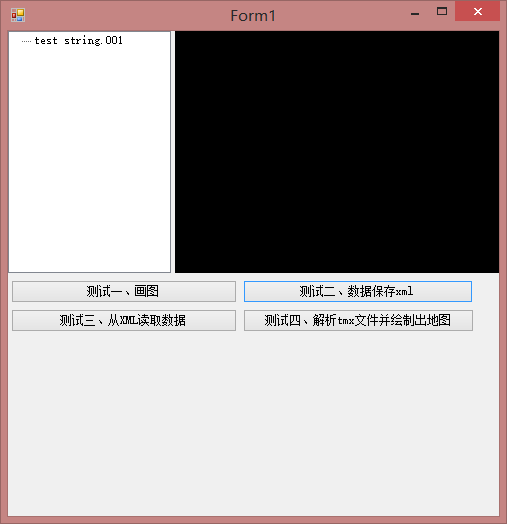 Form1
test string.001
测试一、画图
测试二、数据保存xml
测试三、从XML读取数据
测试四、解析tmx文件并绘制出地图